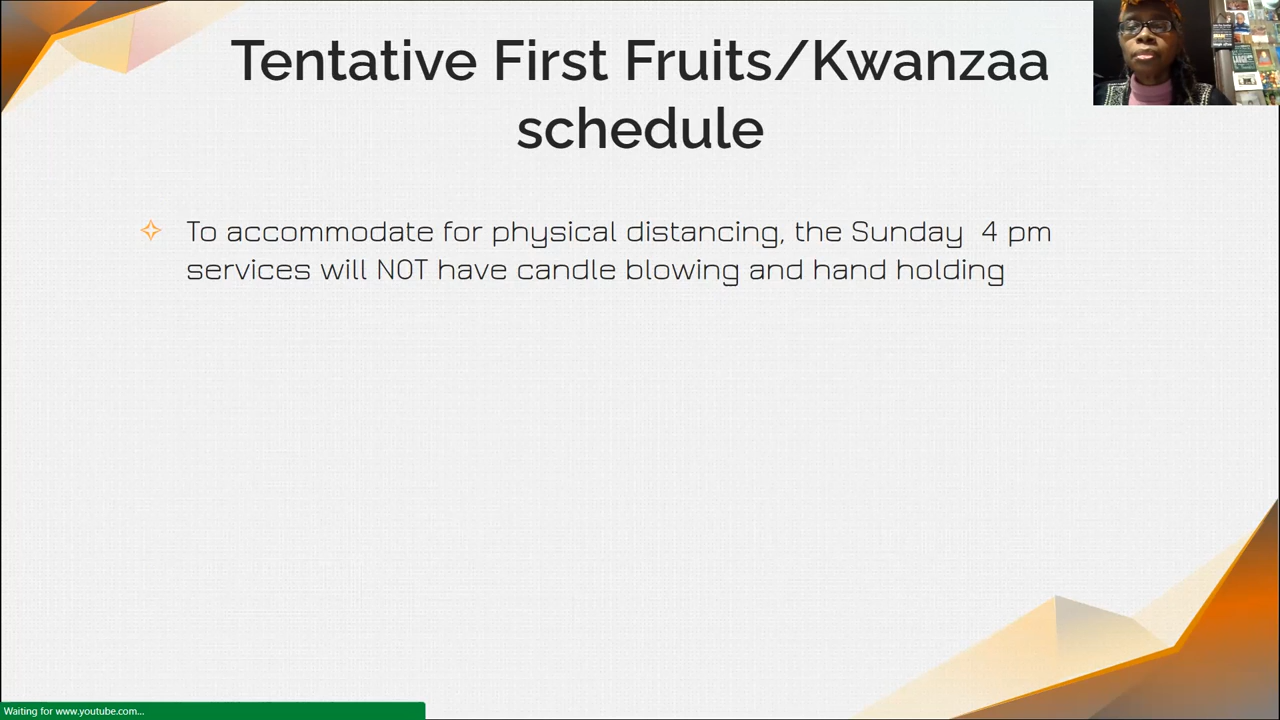 Tentative First Fruits/Kwanzaa
schedule
To accommodate for physical distancing, the Sunday 4 pm
services will NOT have candle blowing and hand holding
Waiting for www.youtube.com...